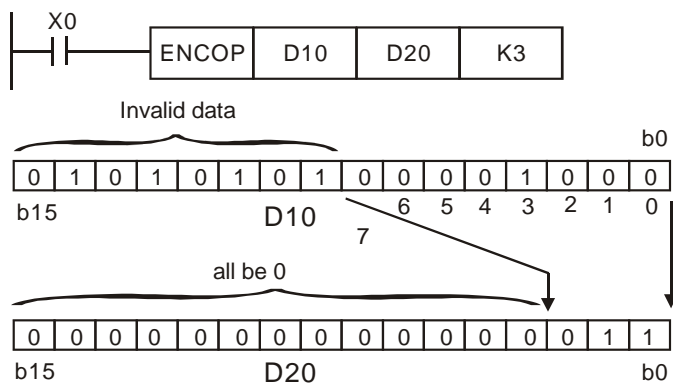 X0
ENCOP D10 D20 K3
Invalid data
b0
0 1 0 1 0 1 0 1 0 0 0 0 1 0 0 0
b15 D10 7 6 5 4 3 2 1 0
all be 0
0 0 0 0 0 0 0 0 0 0 0 0 0 0 1 1
b15 D20 b0